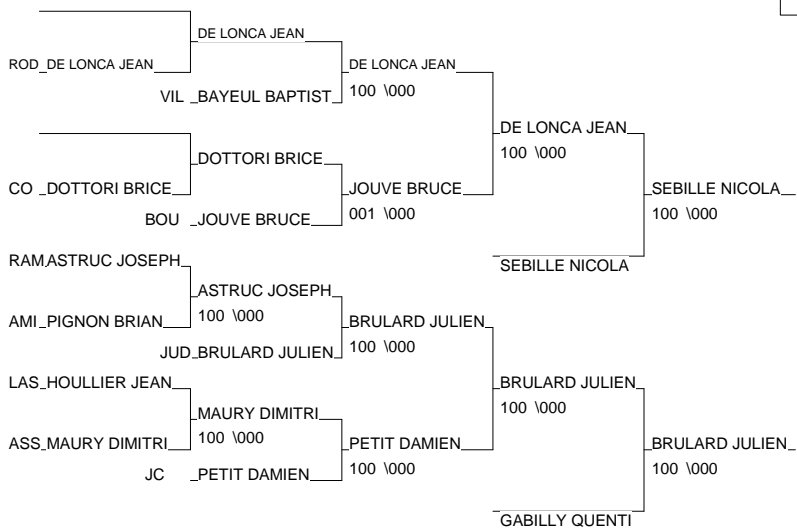 DE LONCA JEAN
ROD DE LONCA JEAN
DE LONCA JEAN
VIL BAYEUL BAPTIST
100 \000
DE LONCA JEAN
100 \000
DOTTORI BRICE
CO DOTTORI BRICE
JOUVE BRUCE
SEBILLE NICOLA
BOU JOUVE BRUCE
001 \000
100 \000
RAM ASTRUC JOSEPH
SEBILLE NICOLA
ASTRUC JOSEPH
AMI PIGNON BRIAN
100 \000
BRULARD JULIEN
JUD BRULARD JULIEN
100 \000
LAS HOULLIER JEAN
BRULARD JULIEN
100 \000
MAURY DIMITRI
ASS MAURY DIMITRI
100 \000
PETIT DAMIEN
BRULARD JULIEN
JC PETIT DAMIEN
100 \000
100 \000
GABILLY QUENTI